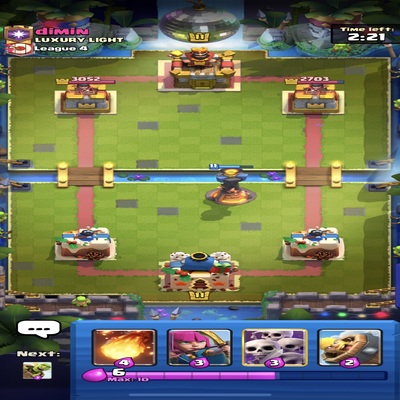 dimin
LUXURY LIGHT
League 4
Time left:
2:21
3052
2703
11
Next:
4
3
3
2
6
Max: 10